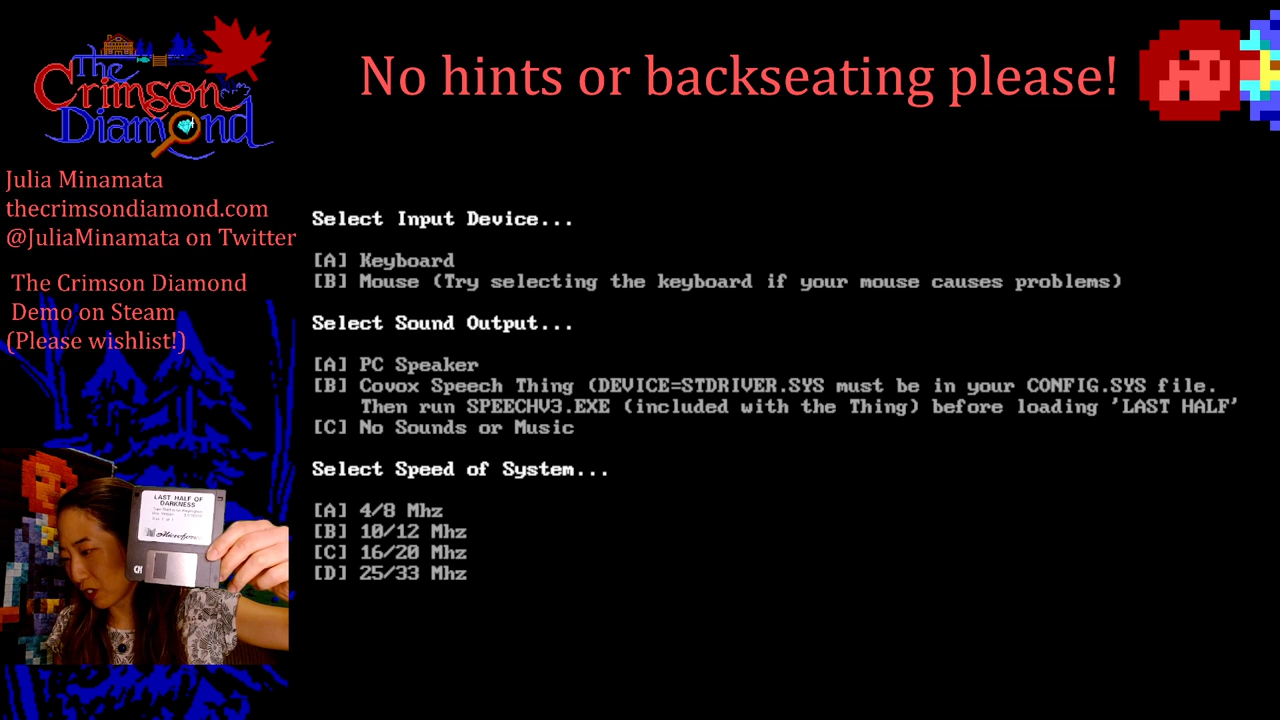 The
Crimson
Diamond
No hints or backseating please!
Julia Minamata
thecrimsondiamond.com
@JuliaMinamata on Twitter
The Crimson Diamond
Demo on Steam
(Please wishlist!)
Select Input Device...
[A] Keyboard
[B] Mouse (Try selecting the keyboard if your mouse causes problems)
Select Sound Output...
[A] PC Speaker
[B] Covox Speech Thing (DEVICE=STDRIVER.SYS must be in your CONFIG.SYS file.
Then run SPEECHV3.EXE (included with the Thing) before loading 'LAST HALF'
[C] No Sounds or Music
Select Speed of System...
[A] 4/8 Mhz
[B] 10/12 Mhz
[C] 16/20 Mhz
[D] 25/33 Mhz
LAST HALF OF
DARKNESS